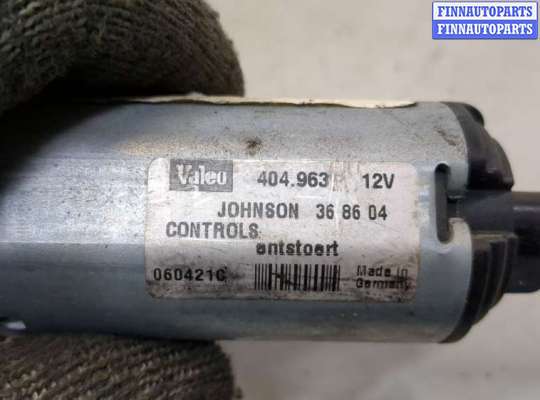 FINNAUTOPARTS
FINNAUTOPARTS
Valeo 404.963 12V
JOHNSON 36 86 04
CONTROLS
entstoert
060421C Made in
Germany